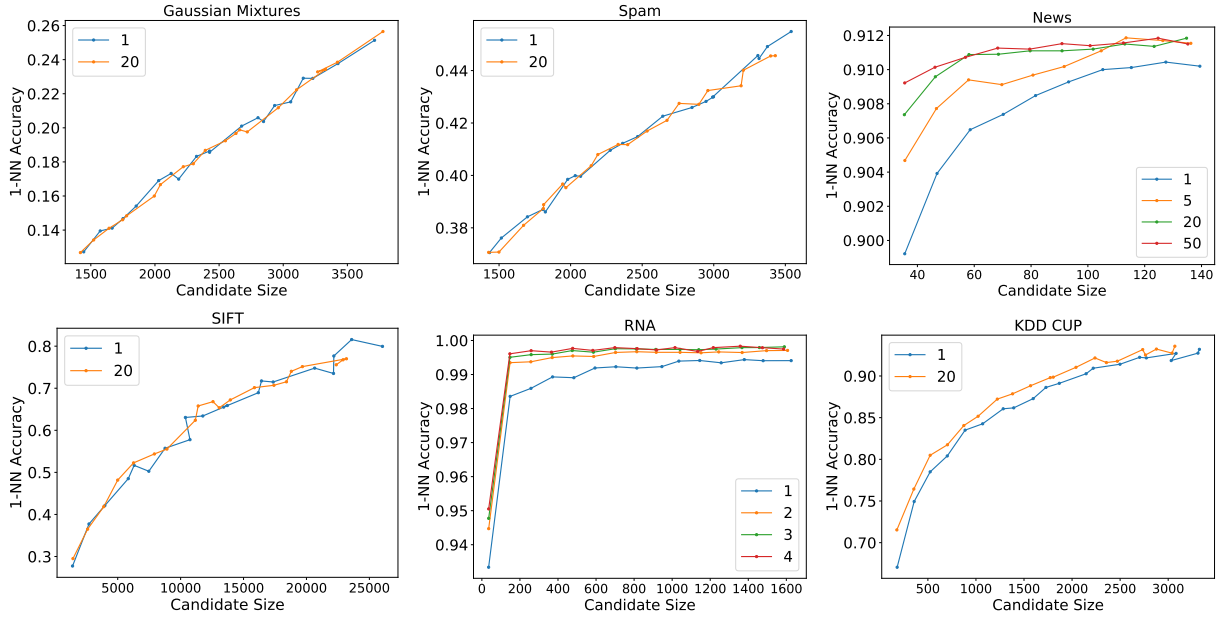 Gaussian Mixtures
0.26
0.24
0.22
0.20
0.18
0.16
0.14
1-NN Accuracy
1
20
1500 2000 2500 3000 3500
Candidate Size
Spam
0.44
0.42
0.40
0.38
1-NN Accuracy
1
20
1500 2000 2500 3000 3500
Candidate Size
News
0.912
0.910
0.908
0.906
0.904
0.902
0.900
1-NN Accuracy
1
5
20
50
40 60 80 100 120 140
Candidate Size
SIFT
0.8
0.7
0.6
0.5
0.4
0.3
1-NN Accuracy
1
20
5000 10000 15000 20000 25000
Candidate Size
RNA
1.00
0.99
0.98
0.97
0.96
0.95
0.94
1-NN Accuracy
1
2
3
4
0 200 400 600 800 1000 1200 1400 1600
Candidate Size
KDD CUP
0.90
0.85
0.80
0.75
0.70
1-NN Accuracy
1
20
500 1000 1500 2000 2500 3000
Candidate Size